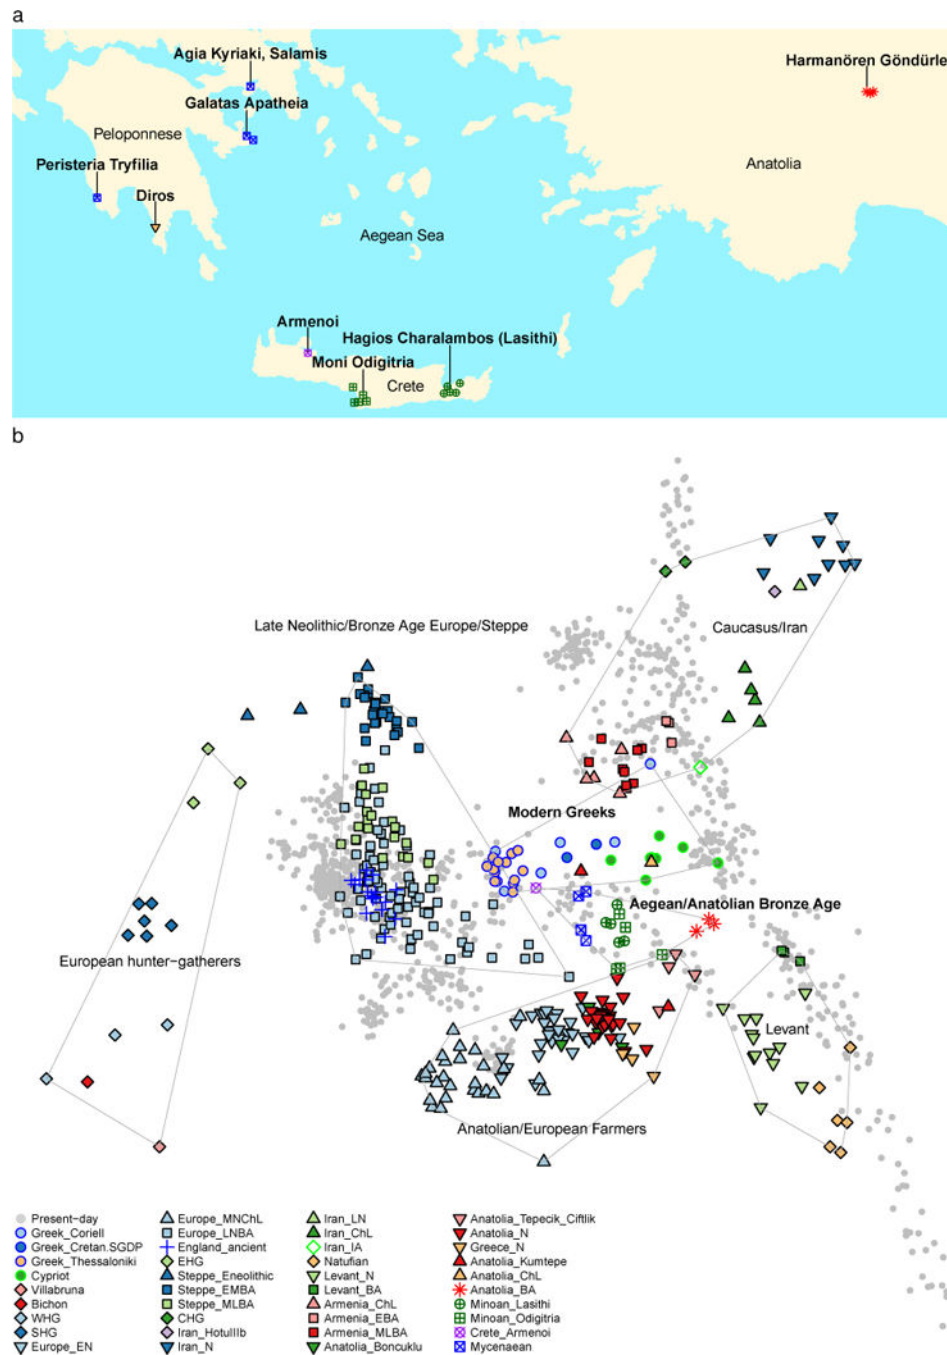 a
Agia Kyriaki, Salamis
Harmanören Göndürle
Galatas Apatheia
Peloponnese
Anatolia
Peristeria Tryfilia
Diros
Aegean Sea
Armenoi
Hagios Charalambos (Lasithi)
Moni Odigitria
Crete
b
Late Neolithic/Bronze Age Europe/Steppe
Caucasus/Iran
Modern Greeks
Aegean/Anatolian Bronze Age
European hunter-gatherers
Levant
Anatolian/European Farmers
Present-day
Greek_Coriell
Greek_Cretan.SGDP
Greek_Thessaloniki
Cypriot
Villabruna
Bichon
WHG
SHG
Europe_EN
Europe_MNChL
Europe_LNBA
England_ancient
EHG
Steppe_Eneolithic
Steppe_EMBA
Steppe_MLBA
CHG
Iran_HotuIIIb
Iran_N
Iran_LN
Iran_ChL
Iran_IA
Natufian
Levant_N
Levant_BA
Armenia_ChL
Armenia_EBA
Armenia_MLBA
Anatolia_Boncuklu
Anatolia_Tepecik_Ciftlik
Anatolia_N
Greece_N
Anatolia_Kumtepe
Anatolia_ChL
Anatolia_BA
Minoan_Lasithi
Minoan_Odigitria
Crete_Armenoi
Mycenaean